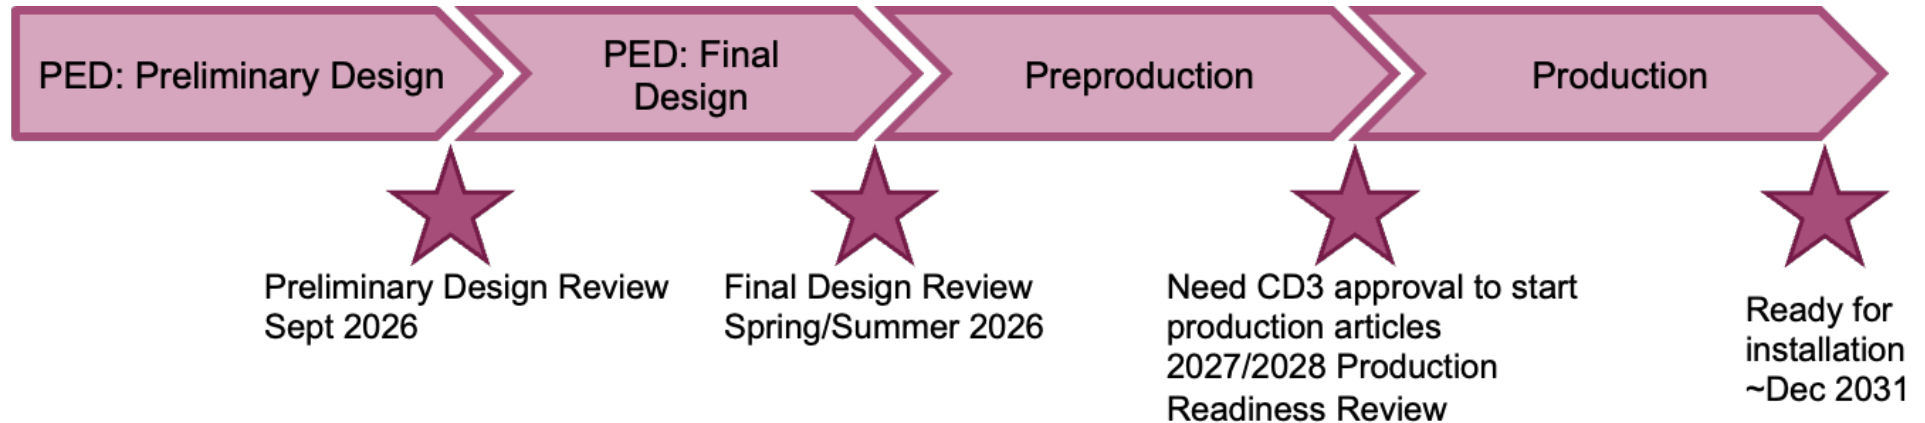 PED: Preliminary Design
PED: Final
Design
Preproduction
Production
Preliminary Design Review
Sept 2026
Final Design Review
Spring/Summer 2026
Need CD3 approval to start
production articles
2027/2028 Production
Readiness Review
Ready for
installation
~Dec 2031